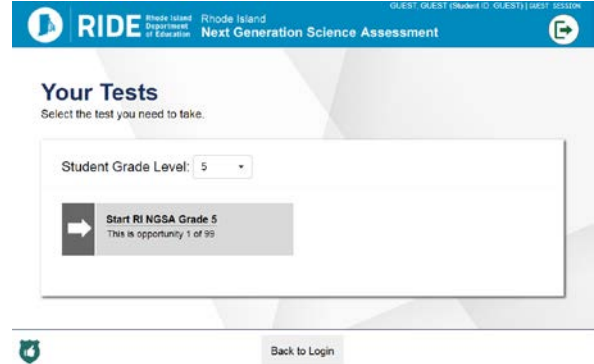 GUEST, GUEST (Student ID: GUEST) | GUEST SESSION
RIDE Rhode Island
Department
of Education
Rhode Island
Next Generation Science Assessment
Your Tests
Select the test you need to take.
Student Grade Level: 5
Start RI NGSA Grade 5
This is opportunity 1 of 99
Back to Login